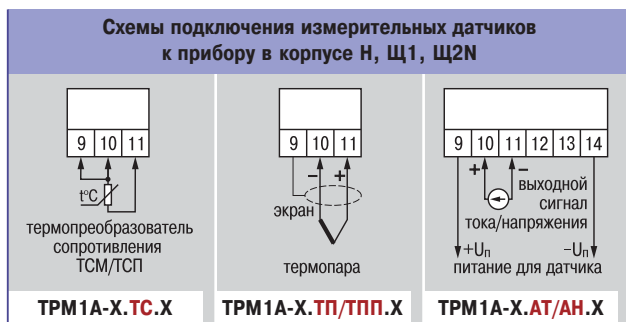 Схемы подключения измерительных датчиков
к прибору в корпусе Н, Щ1, Щ2N
9 10 11
t°C
термопреобразователь
сопротивления
ТСМ/ТСП
ТРМ1А-Х.ТС.Х
9 10 11
– +
экран
термопара
ТРМ1А-Х.ТП/ТПП.Х
9 10 11 12 13 14
+ –
выходной
сигнал
тока/напряжения
+Uп –Uп
питание для датчика
ТРМ1А-Х.АТ/АН.Х